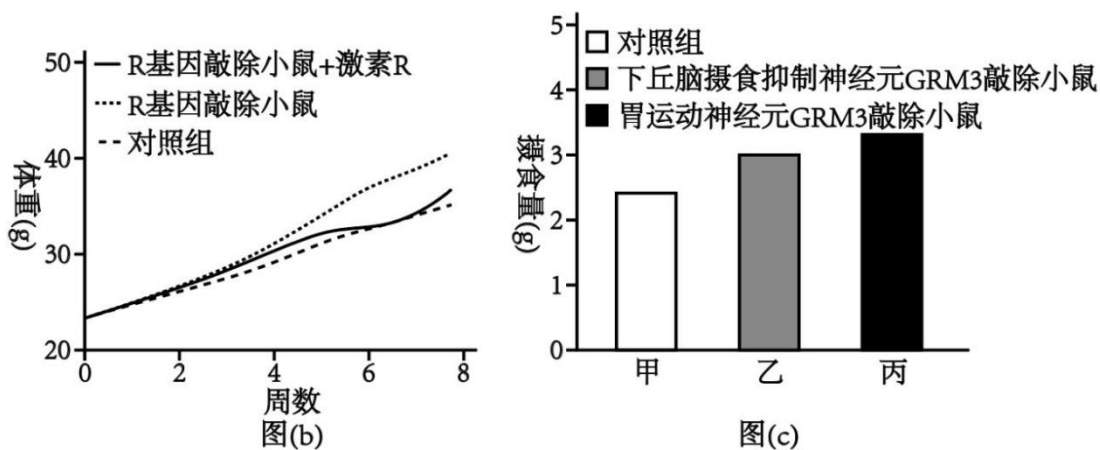 50
40
30
20
体重(g)
R基因敲除小鼠+激素R
R基因敲除小鼠
对照组
0 2 4 6 8
周数
图(b)
5
4
3
2
1
0
摄食量(g)
对照组
下丘脑摄食抑制神经元GRM3敲除小鼠
胃运动神经元GRM3敲除小鼠
甲 乙 丙
图(c)